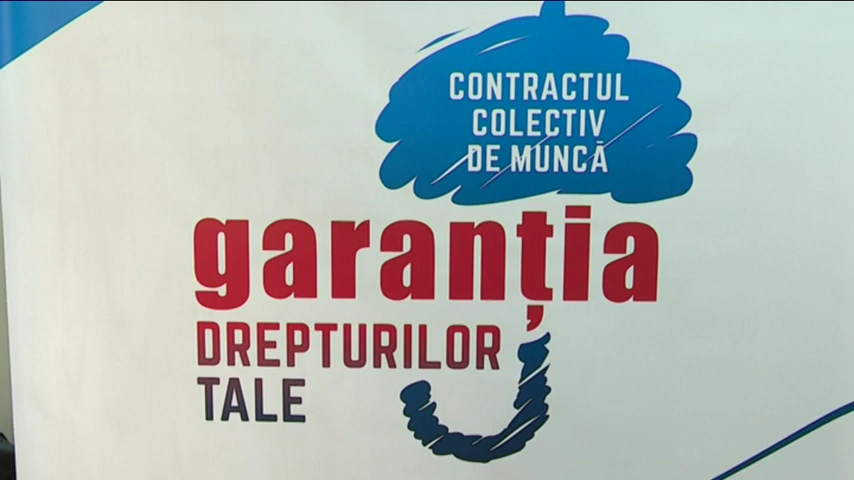 CONTRACTUL
COLECTIV
DE MUNCĂ
garanția
DREPTURILOR
TALE